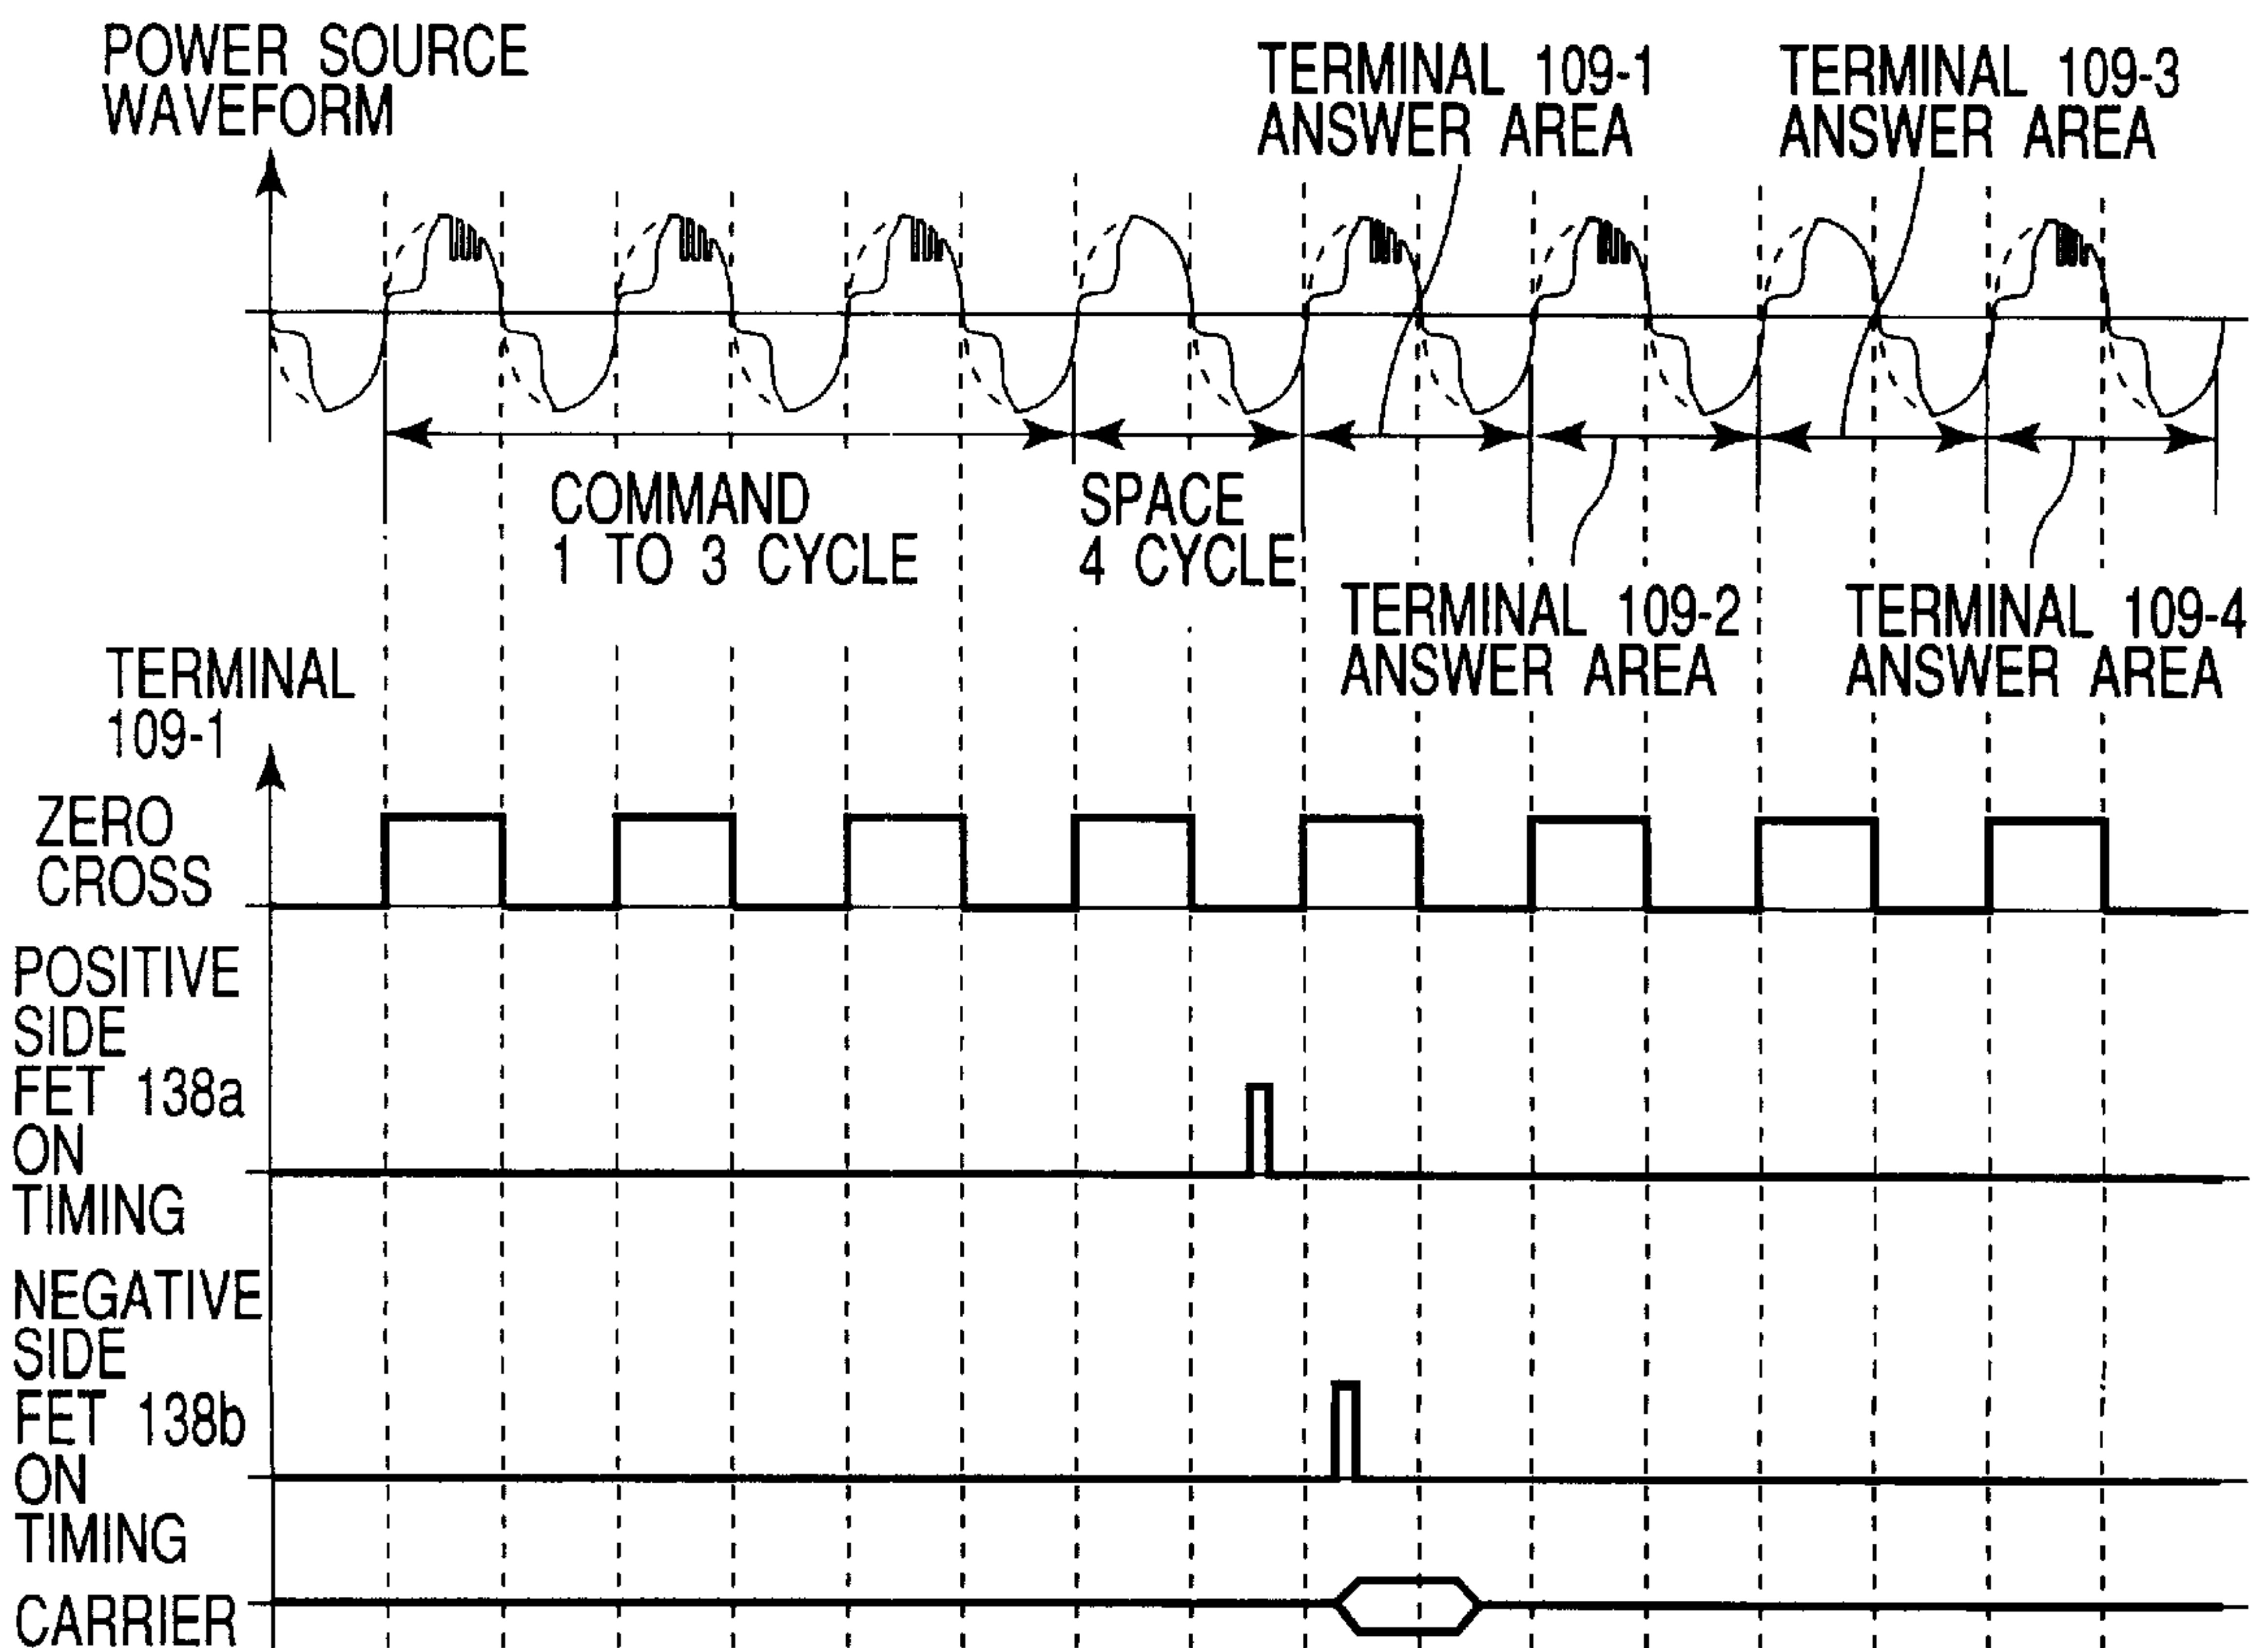 POWER SOURCE
WAVEFORM
TERMINAL 109-1
ANSWER AREA
TERMINAL 109-3
ANSWER AREA
COMMAND
1 TO 3 CYCLE
SPACE
4 CYCLE
TERMINAL 109-2
ANSWER AREA
TERMINAL 109-4
ANSWER AREA
TERMINAL
109-1
ZERO
CROSS
POSITIVE
SIDE
FET 138a
ON
TIMING
NEGATIVE
SIDE
FET 138b
ON
TIMING
CARRIER